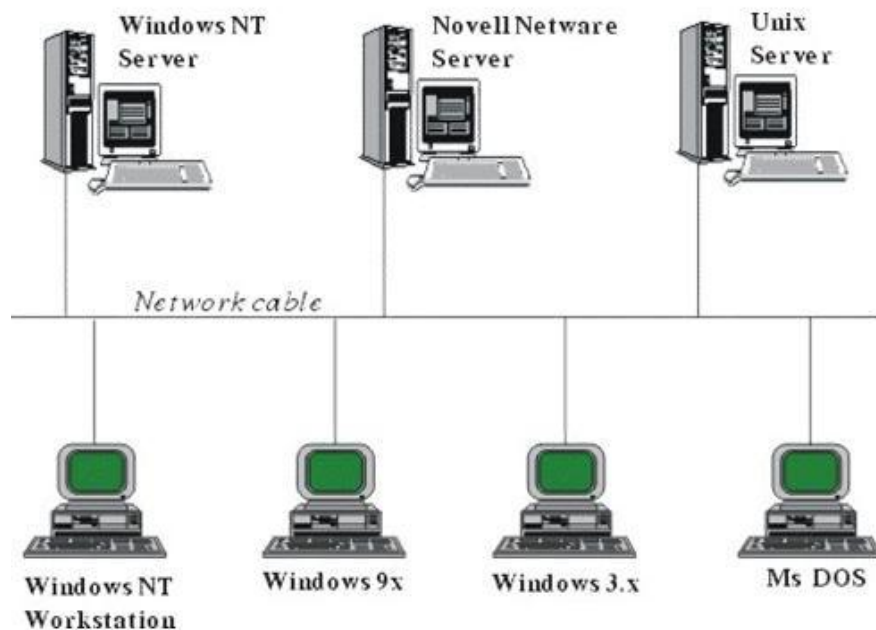 Windows NT
Server
Novell Netware
Server
Unix
Server
Network cable
Windows NT
Workstation
Windows 9x
Windows 3.x
Ms DOS